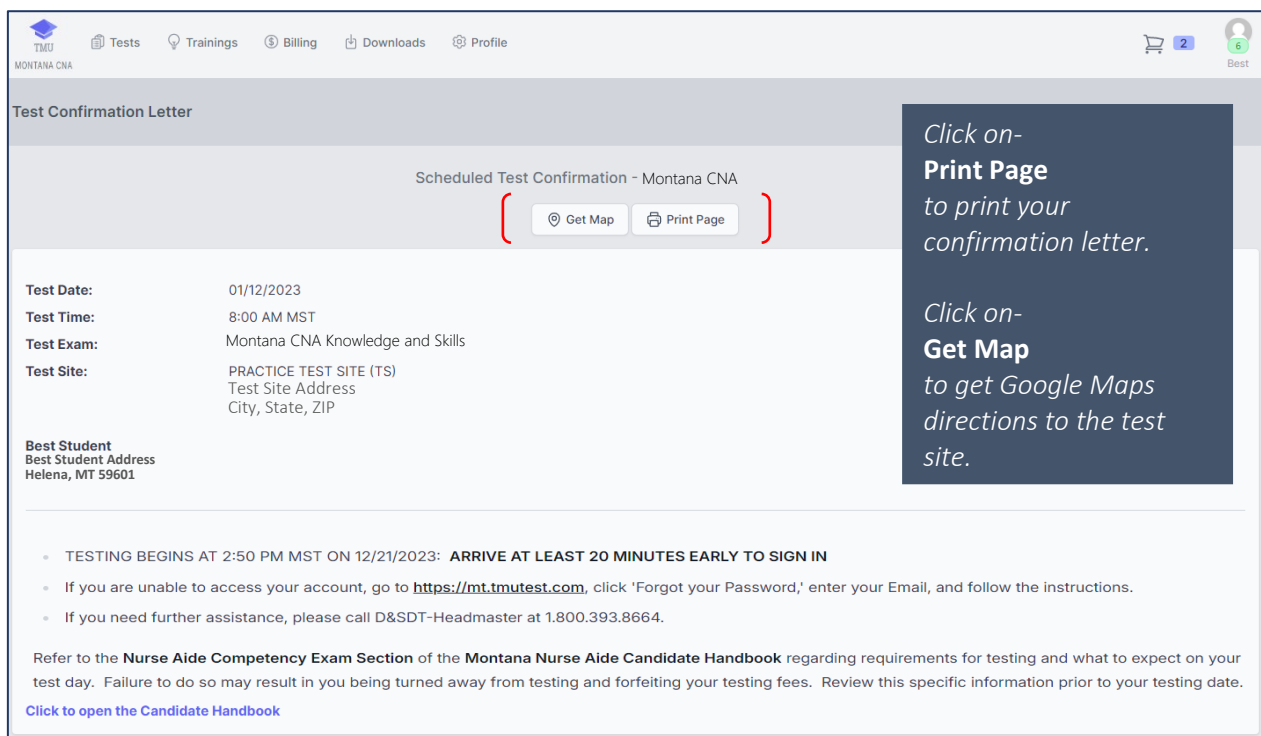 TMU
MONTANA CNA
Tests
Trainings
Billing
Downloads
Profile
2
6
Best
Test Confirmation Letter
Scheduled Test Confirmation - Montana CNA
Get Map
Print Page
Click on-
Print Page
to print your
confirmation letter.
Click on-
Get Map
to get Google Maps
directions to the test
site.
Test Date: 01/12/2023
Test Time: 8:00 AM MST
Test Exam: Montana CNA Knowledge and Skills
Test Site: PRACTICE TEST SITE (TS)
Test Site Address
City, State, ZIP
Best Student
Best Student Address
Helena, MT 59601
TESTING BEGINS AT 2:50 PM MST ON 12/21/2023: ARRIVE AT LEAST 20 MINUTES EARLY TO SIGN IN
If you are unable to access your account, go to https://mt.tmutest.com, click 'Forgot your Password,' enter your Email, and follow the instructions.
If you need further assistance, please call D&SDT-Headmaster at 1.800.393.8664.
Refer to the Nurse Aide Competency Exam Section of the Montana Nurse Aide Candidate Handbook regarding requirements for testing and what to expect on your
test day. Failure to do so may result in you being turned away from testing and forfeiting your testing fees. Review this specific information prior to your testing date.
Click to open the Candidate Handbook